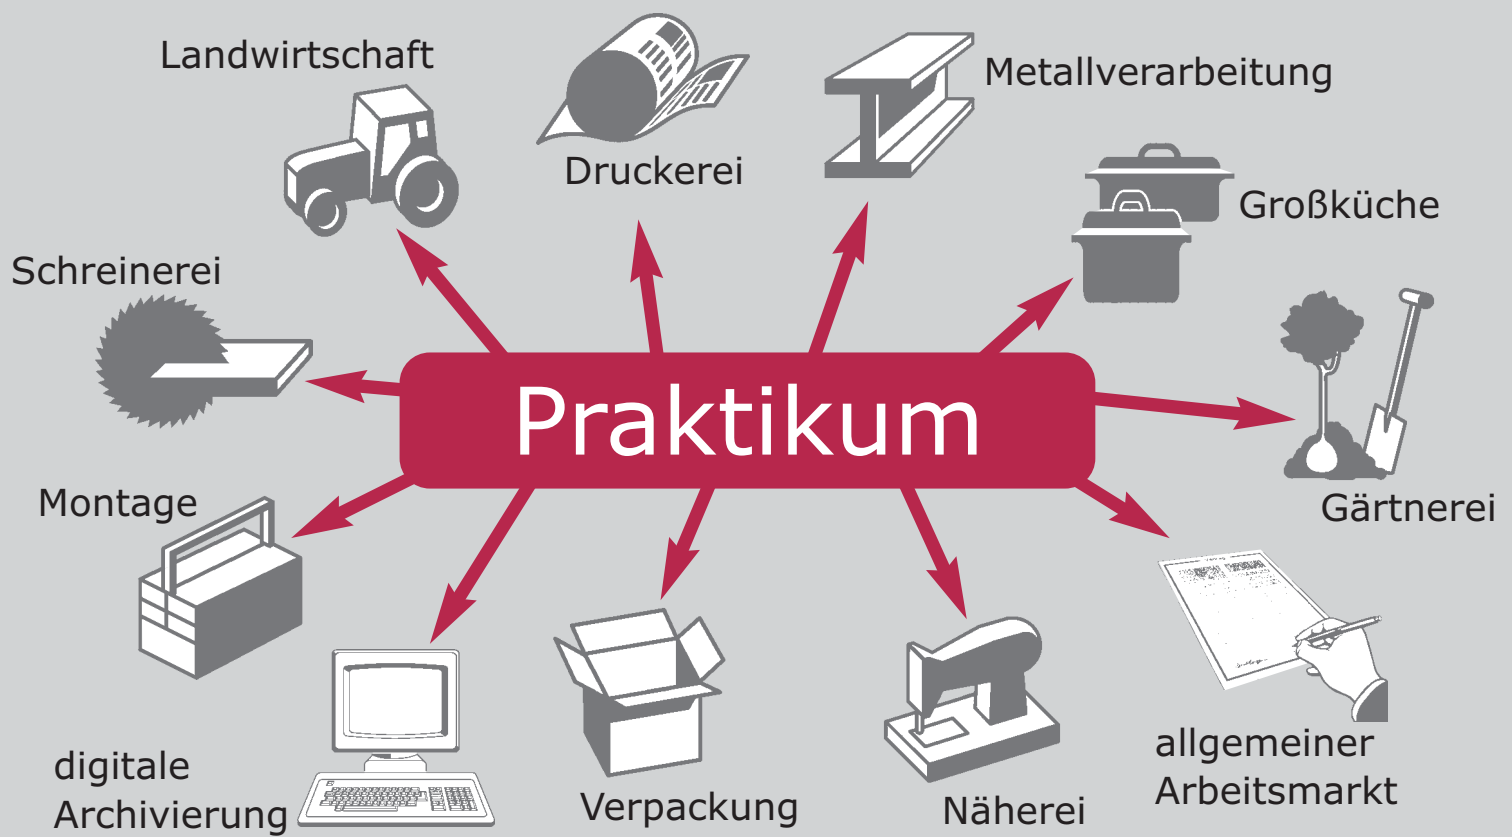 Landwirtschaft
Druckerei
Metallverarbeitung
Großküche
Schreinerei
Praktikum
Montage
Gärtnerei
digitale
Archivierung
Verpackung
Näherei
allgemeiner
Arbeitsmarkt